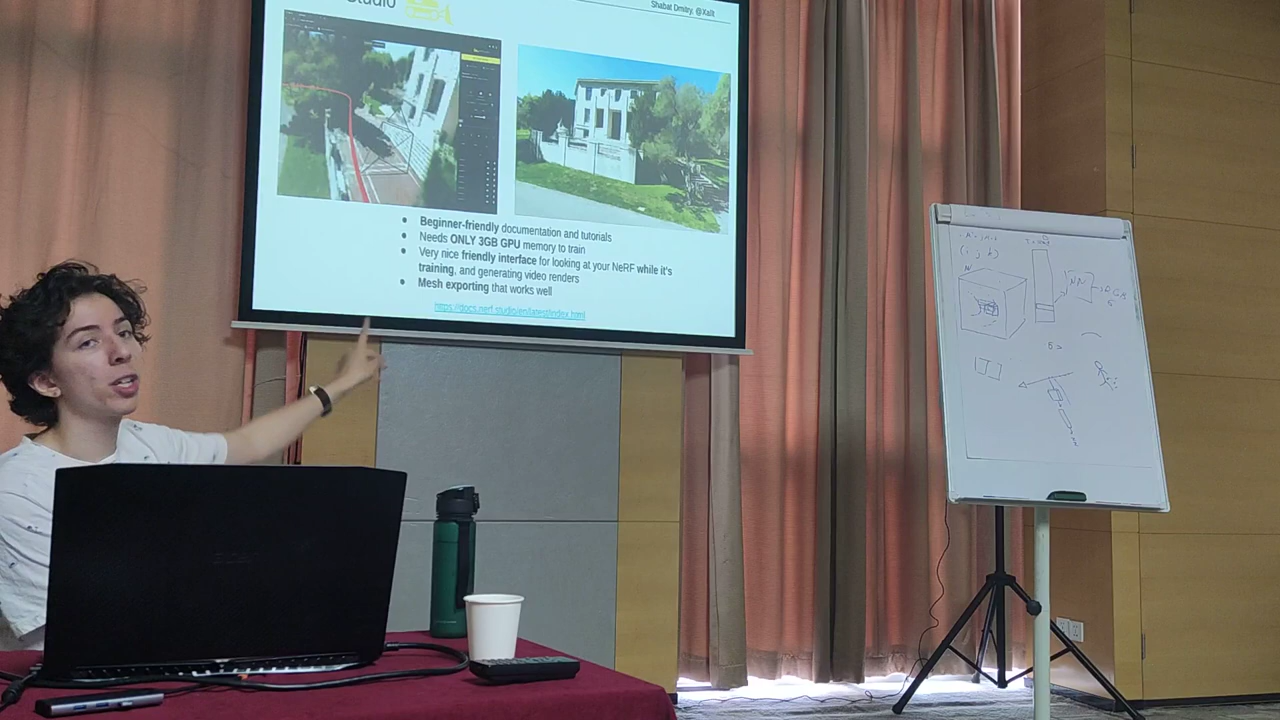 Studio
Shabat Dmitry, @Xallt
Beginner-friendly documentation and tutorials
Needs ONLY 3GB GPU memory to train
Very nice friendly interface for looking at your NeRF while it's
training, and generating video renders
Mesh exporting that works well
https://docs.nerf.studio/en/latest/index.html